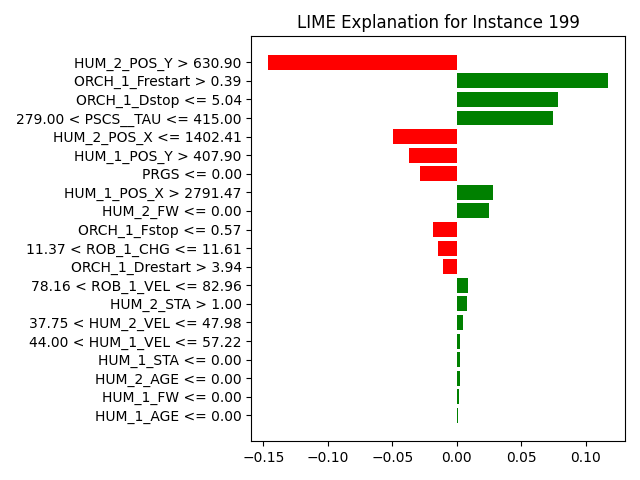 LIME Explanation for Instance 199
HUM_2_POS_Y > 630.90
ORCH_1_Frestart > 0.39
ORCH_1_Dstop <= 5.04
279.00 < PSCS__TAU <= 415.00
HUM_2_POS_X <= 1402.41
HUM_1_POS_Y > 407.90
PRGS <= 0.00
HUM_1_POS_X > 2791.47
HUM_2_FW <= 0.00
ORCH_1_Fstop <= 0.57
11.37 < ROB_1_CHG <= 11.61
ORCH_1_Drestart > 3.94
78.16 < ROB_1_VEL <= 82.96
HUM_2_STA > 1.00
37.75 < HUM_2_VEL <= 47.98
44.00 < HUM_1_VEL <= 57.22
HUM_1_STA <= 0.00
HUM_2_AGE <= 0.00
HUM_1_FW <= 0.00
HUM_1_AGE <= 0.00
−0.15 −0.10 −0.05 0.00 0.05 0.10